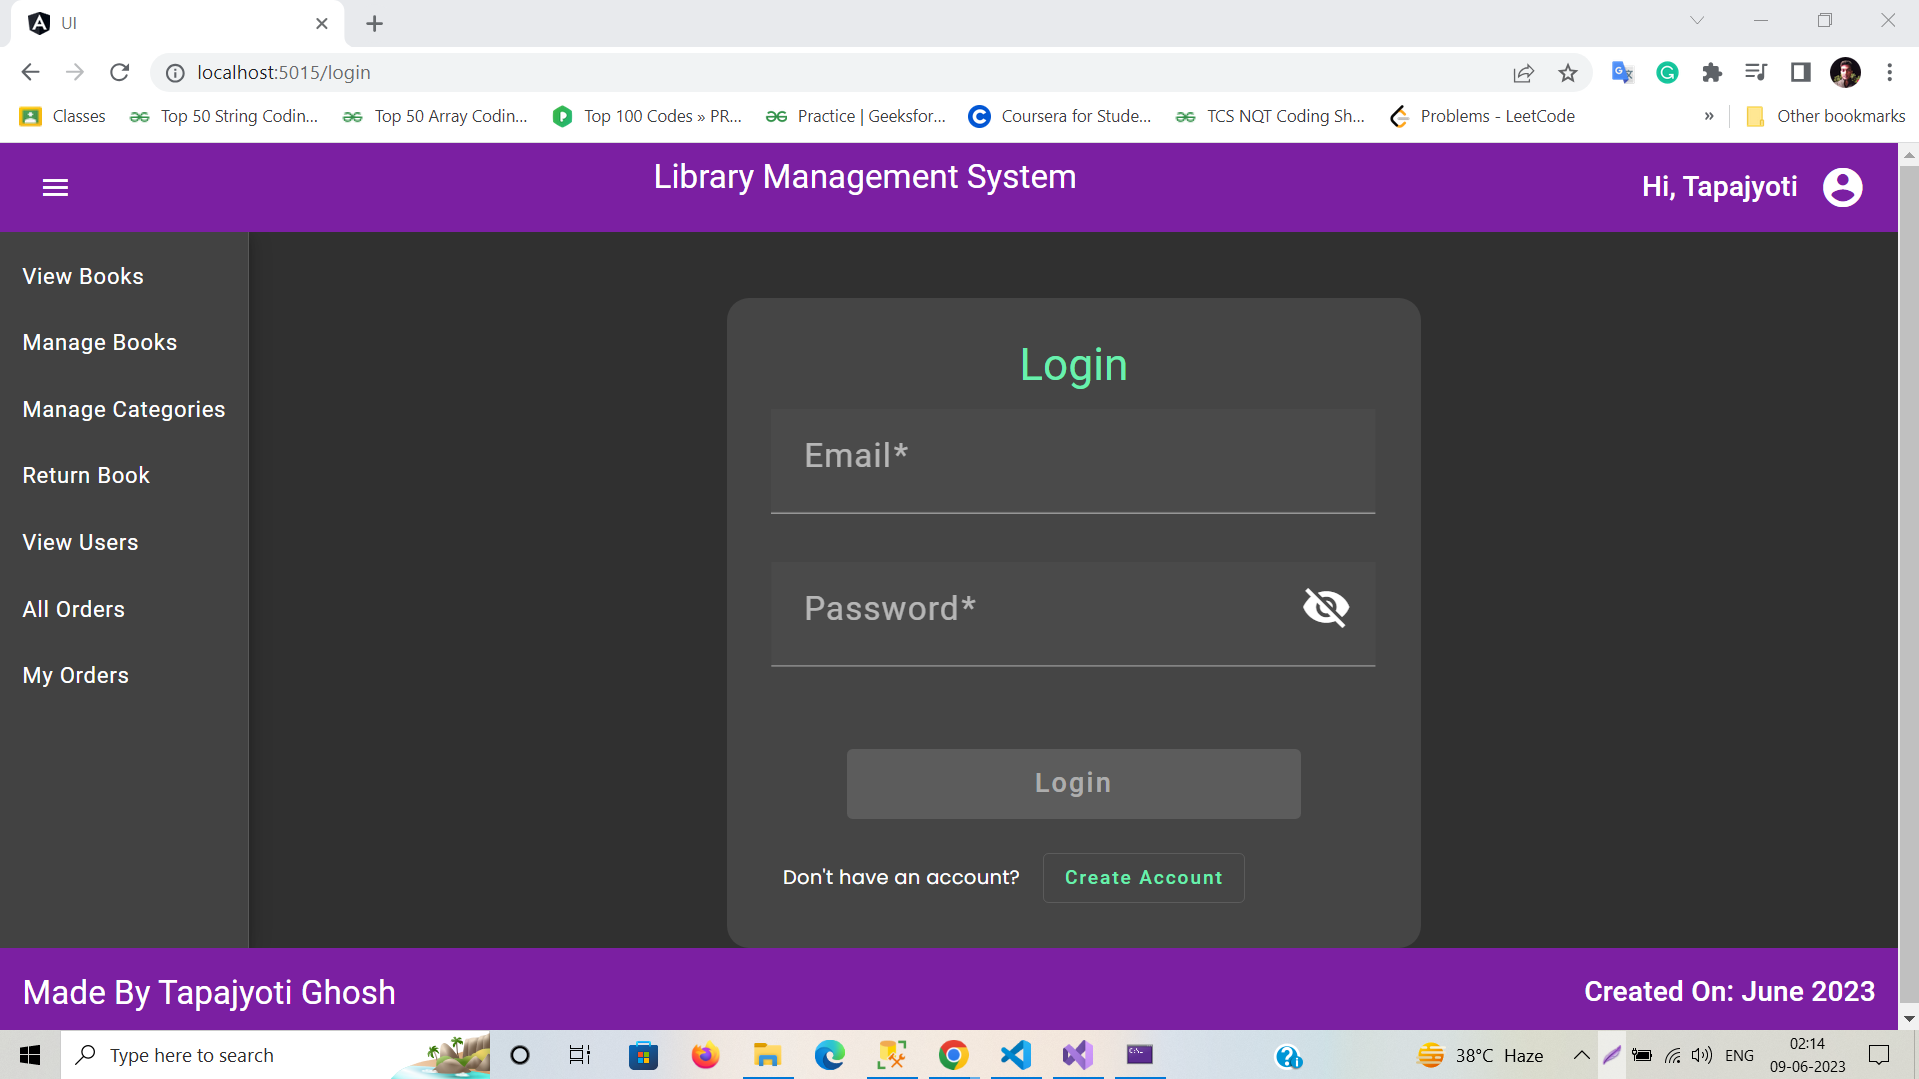 UI
localhost:5015/login
Classes
Top 50 String Codin...
Top 50 Array Codin...
Top 100 Codes » PR...
Practice | Geeksfor...
Coursera for Stude...
TCS NQT Coding Sh...
Problems - LeetCode
»
Other bookmarks
Library Management System
Hi, Tapajyoti
View Books
Manage Books
Manage Categories
Return Book
View Users
All Orders
My Orders
Login
Email*
Password*
Login
Don't have an account?
Create Account
Made By Tapajyoti Ghosh
Created On: June 2023
Type here to search
38°C Haze
ENG
02:14
09-06-2023